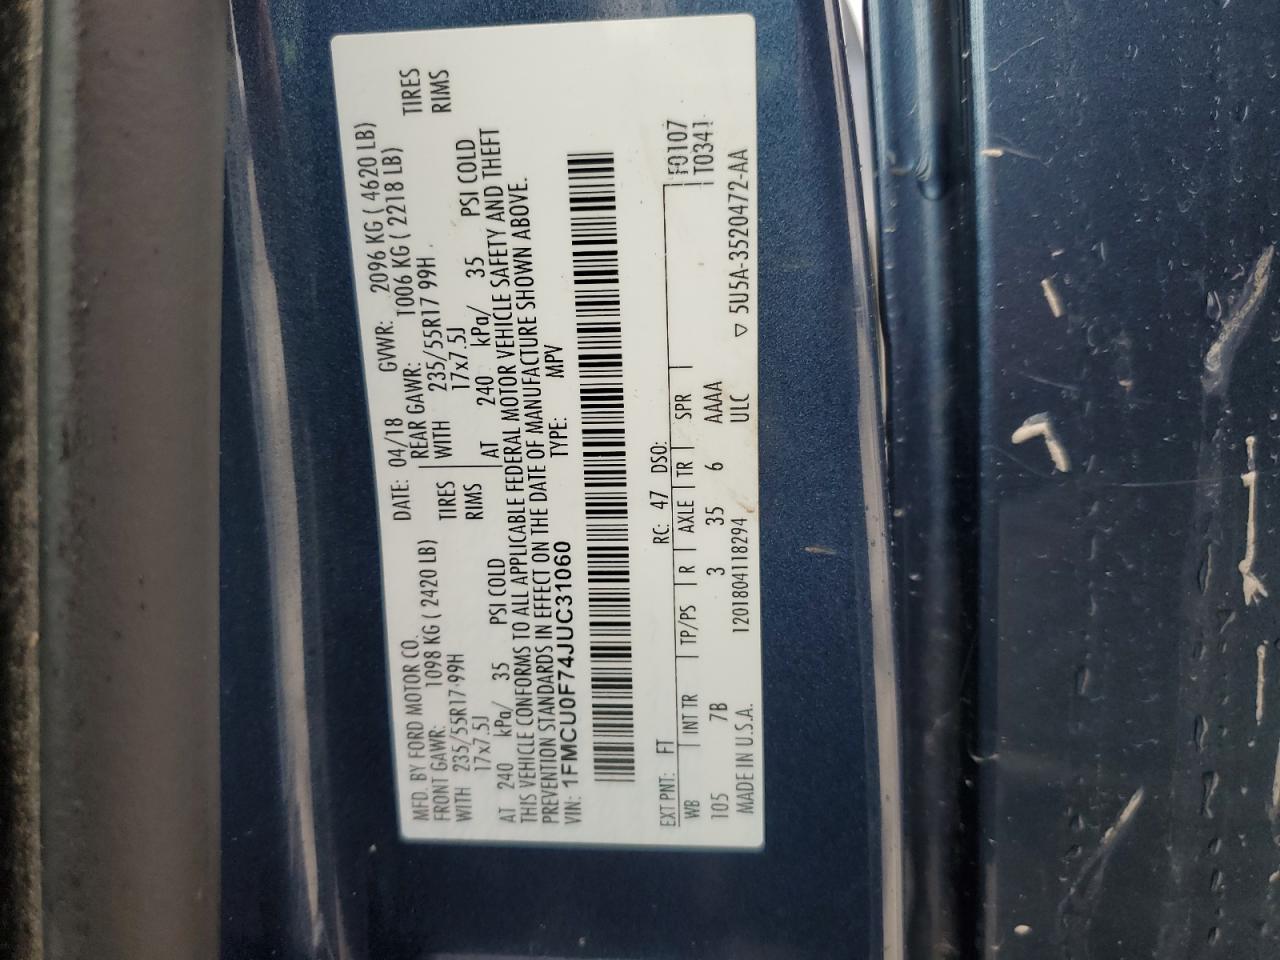 MFD. BY FORD MOTOR CO. DATE: 04/18 GVWR: 2096 KG ( 4620 LB)
FRONT GAWR: 1098 KG ( 2420 LB) REAR GAWR: 1006 KG ( 2218 LB)
WITH 235/55R17 99H TIRES WITH 235/55R17 99H TIRES
17x7.5J RIMS 17x7.5J RIMS
AT 240 kPa/ 35 PSI COLD AT 240 kPa/ 35 PSI COLD
THIS VEHICLE CONFORMS TO ALL APPLICABLE FEDERAL MOTOR VEHICLE SAFETY AND THEFT
PREVENTION STANDARDS IN EFFECT ON THE DATE OF MANUFACTURE SHOWN ABOVE.
VIN: 1FMCU0F74JUC31060 TYPE: MPV
EXT PNT: FT RC: 47 DSO: F0107
WB INT TR TP/PS R AXLE TR SPR T0341
105 7B 3 35 6 AAAA
MADE IN U.S.A. 1201804118294 ULC ▽ 5U5A-3520472-AA